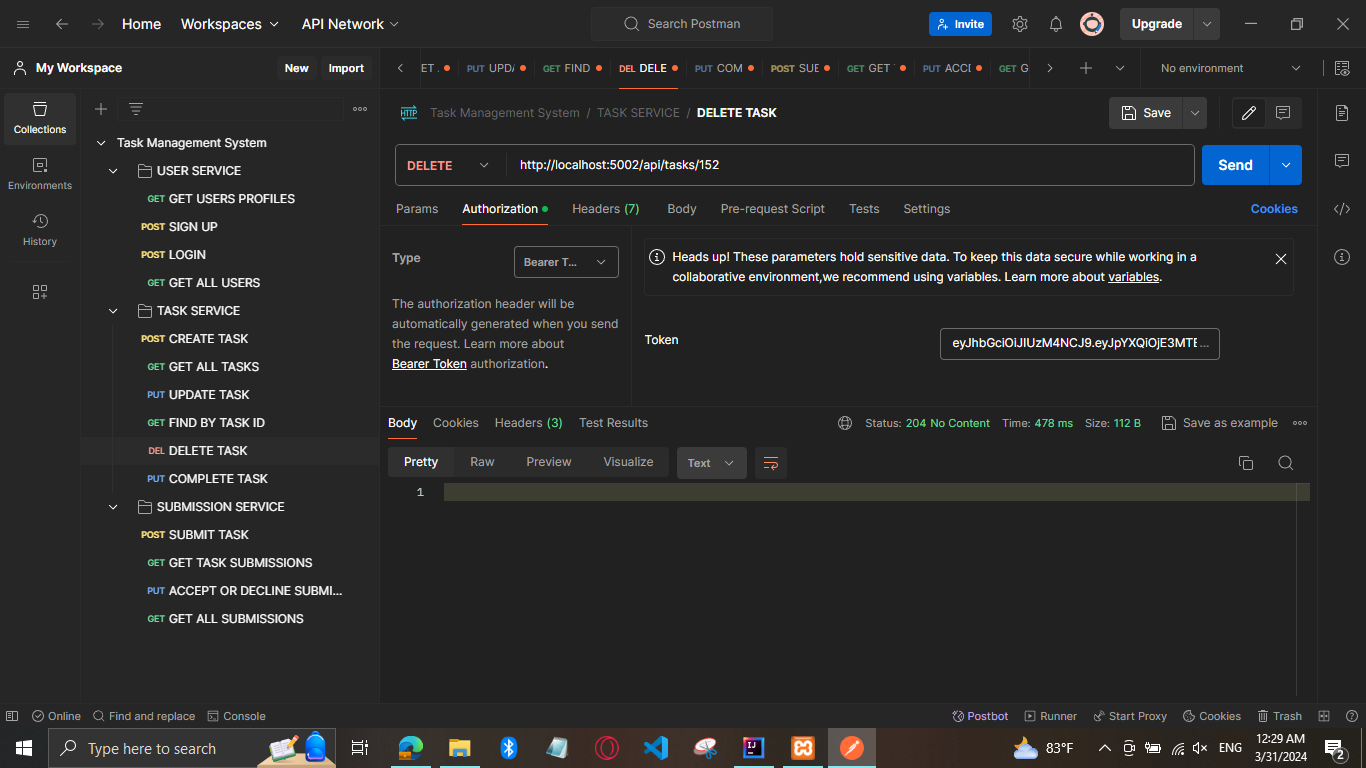 Home Workspaces API Network Search Postman Invite Upgrade
My Workspace New Import ET PUT UPDA GET FIND DEL DELE PUT COM POST SUE GET GET PUT ACCE GET G No environment
Collections
Environments
History
Task Management System
USER SERVICE
GET GET USERS PROFILES
POST SIGN UP
POST LOGIN
GET GET ALL USERS
TASK SERVICE
POST CREATE TASK
GET GET ALL TASKS
PUT UPDATE TASK
GET FIND BY TASK ID
DEL DELETE TASK
PUT COMPLETE TASK
SUBMISSION SERVICE
POST SUBMIT TASK
GET GET TASK SUBMISSIONS
PUT ACCEPT OR DECLINE SUBMI...
GET GET ALL SUBMISSIONS
HTTP Task Management System / TASK SERVICE / DELETE TASK Save
DELETE http://localhost:5002/api/tasks/152 Send
Params Authorization Headers (7) Body Pre-request Script Tests Settings Cookies
Type Bearer T...
The authorization header will be
automatically generated when you send
the request. Learn more about
Bearer Token authorization.
Heads up! These parameters hold sensitive data. To keep this data secure while working in a
collaborative environment,we recommend using variables. Learn more about variables.
Token eyJhbGciOiJIUzM4NCJ9.eyJpYXQiOjE3MTE...
Body Cookies Headers (3) Test Results Status: 204 No Content Time: 478 ms Size: 112 B Save as example
Pretty Raw Preview Visualize Text
1
Online Find and replace Console Postbot Runner Start Proxy Cookies Trash
Type here to search 83°F ENG 12:29 AM
3/31/2024 2